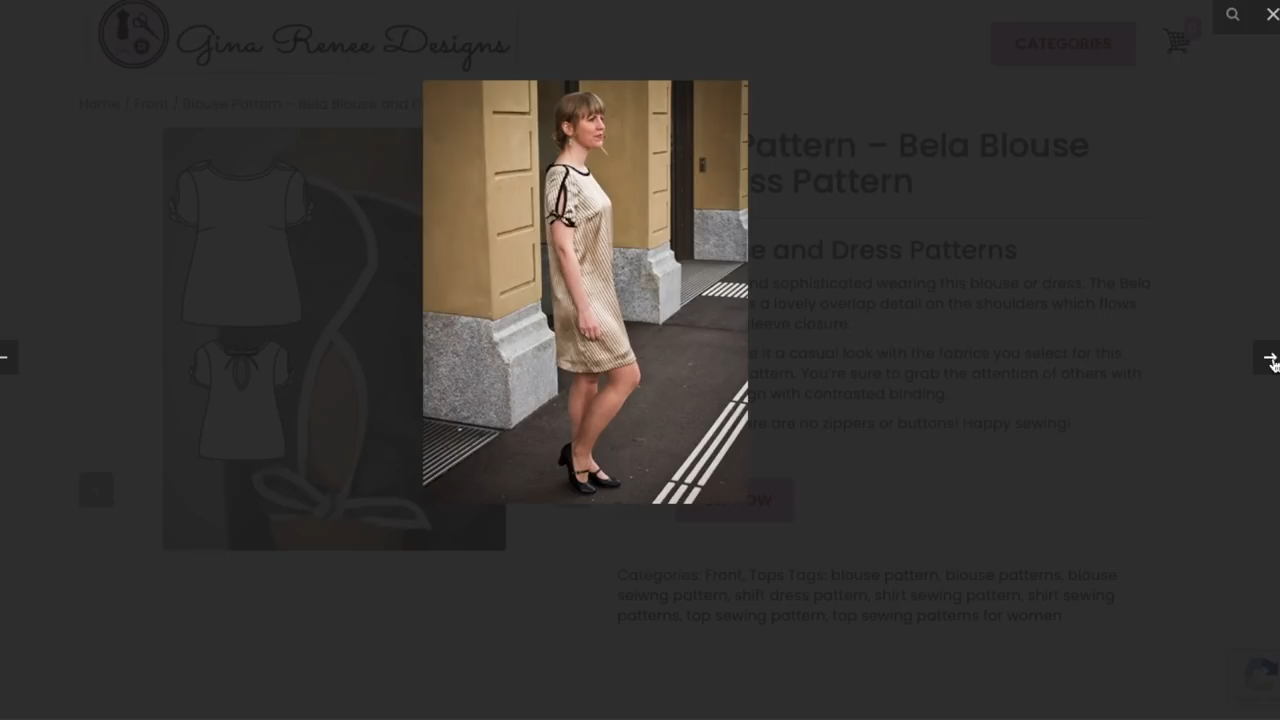 Gina Renee Designs
CATEGORIES
Home / Front / Blouse Pattern – Bela Blouse and
Pattern – Bela Blouse
ss Pattern
e and Dress Patterns
nd sophisticated wearing this blouse or dress. The Bela
s a lovely overlap detail on the shoulders which flows
leeve closure.
e it a casual look with the fabrics you select for this
attern. You're sure to grab the attention of others with
gn with contrasted binding.
re are no zippers or buttons! Happy sewing!
OW
Categories: Front, Tops Tags: blouse pattern, blouse patterns, blouse
seiwng pattern, shift dress pattern, shirt sewing pattern, shirt sewing
patterns, top sewing pattern, top sewing patterns for women